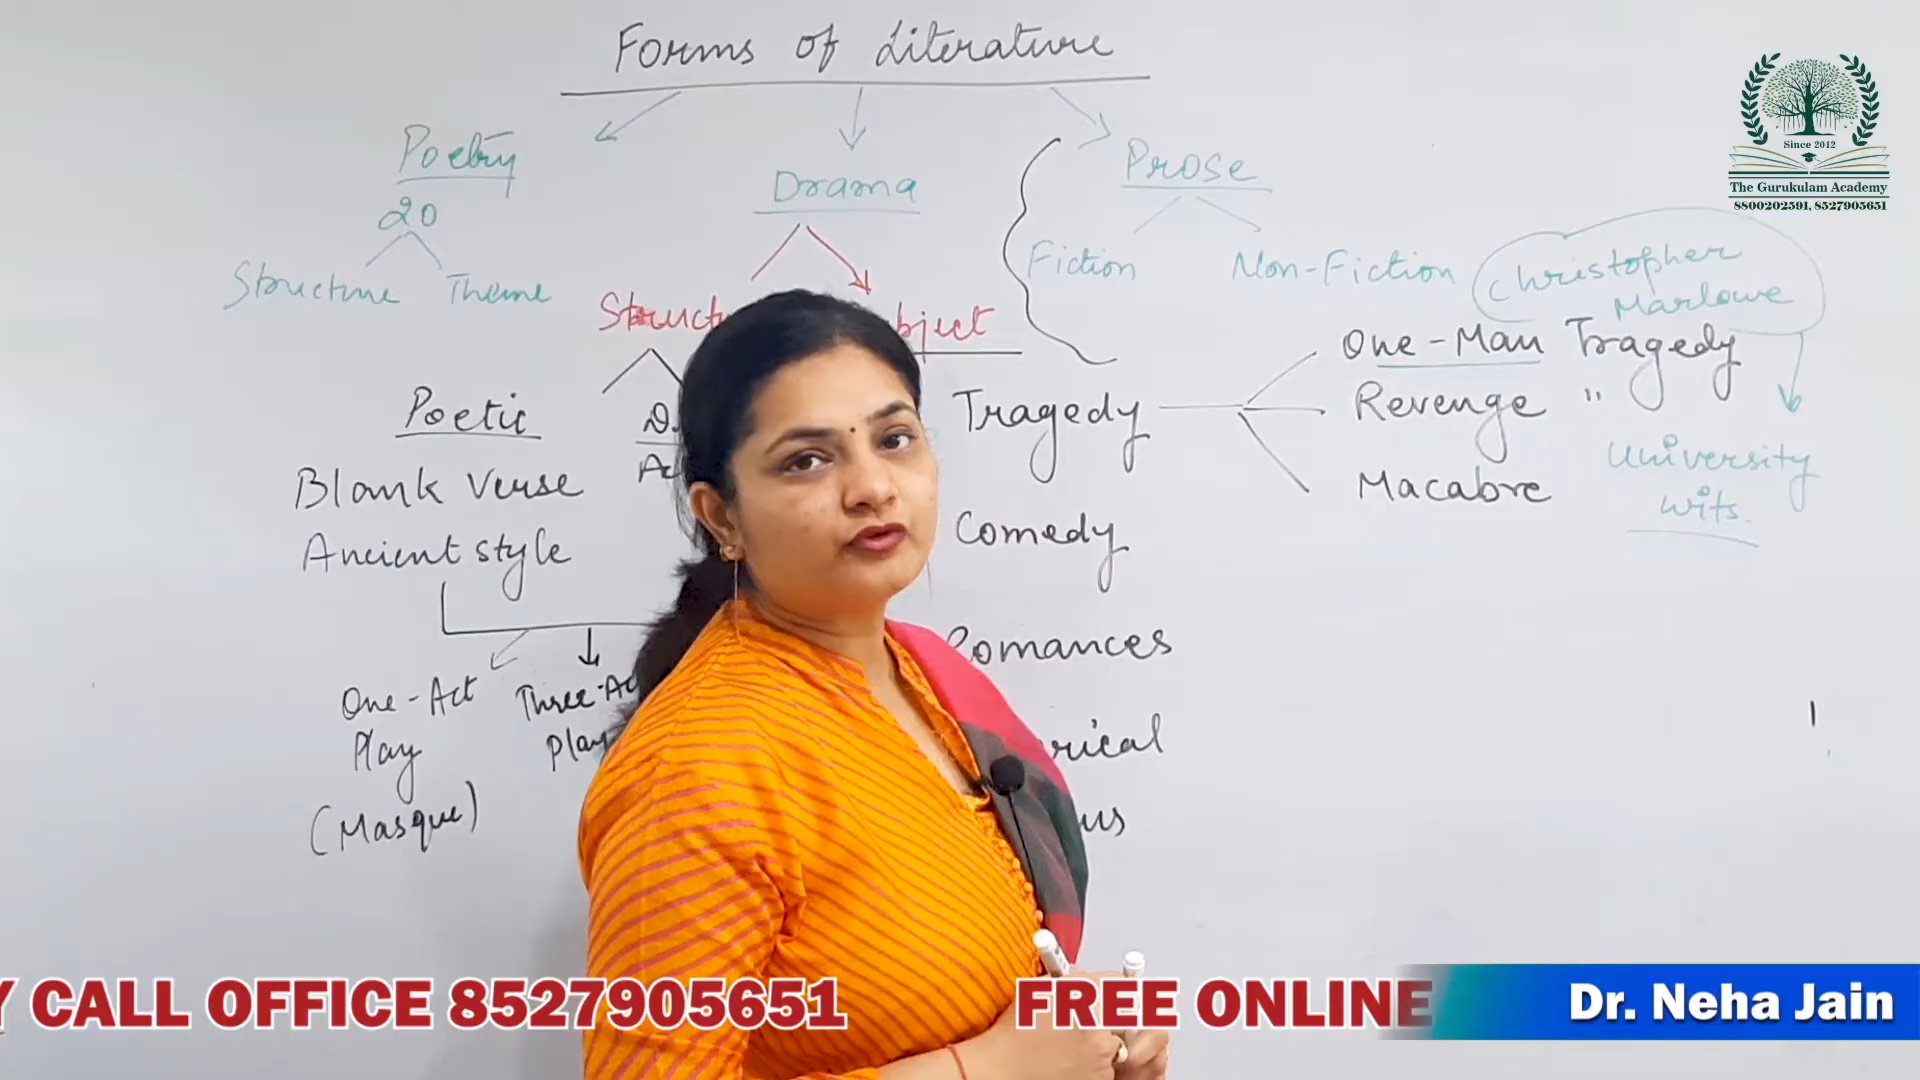 Forms of Literature
Poetry
20
Structure Theme
Drama
Prose
Fiction Non-Fiction
Christopher
Marlowe
Poetic
Blank Verse
Ancient style
One-Act
Play
(Masque)
Play
Tragedy
Comedy
Romances
One-Man Tragedy
Revenge "
Macabre
University
Wits.
Since 2012
The Gurukulam Academy
8800202591, 8527905651
CALL OFFICE 8527905651 FREE ONLINE
Dr. Neha Jain